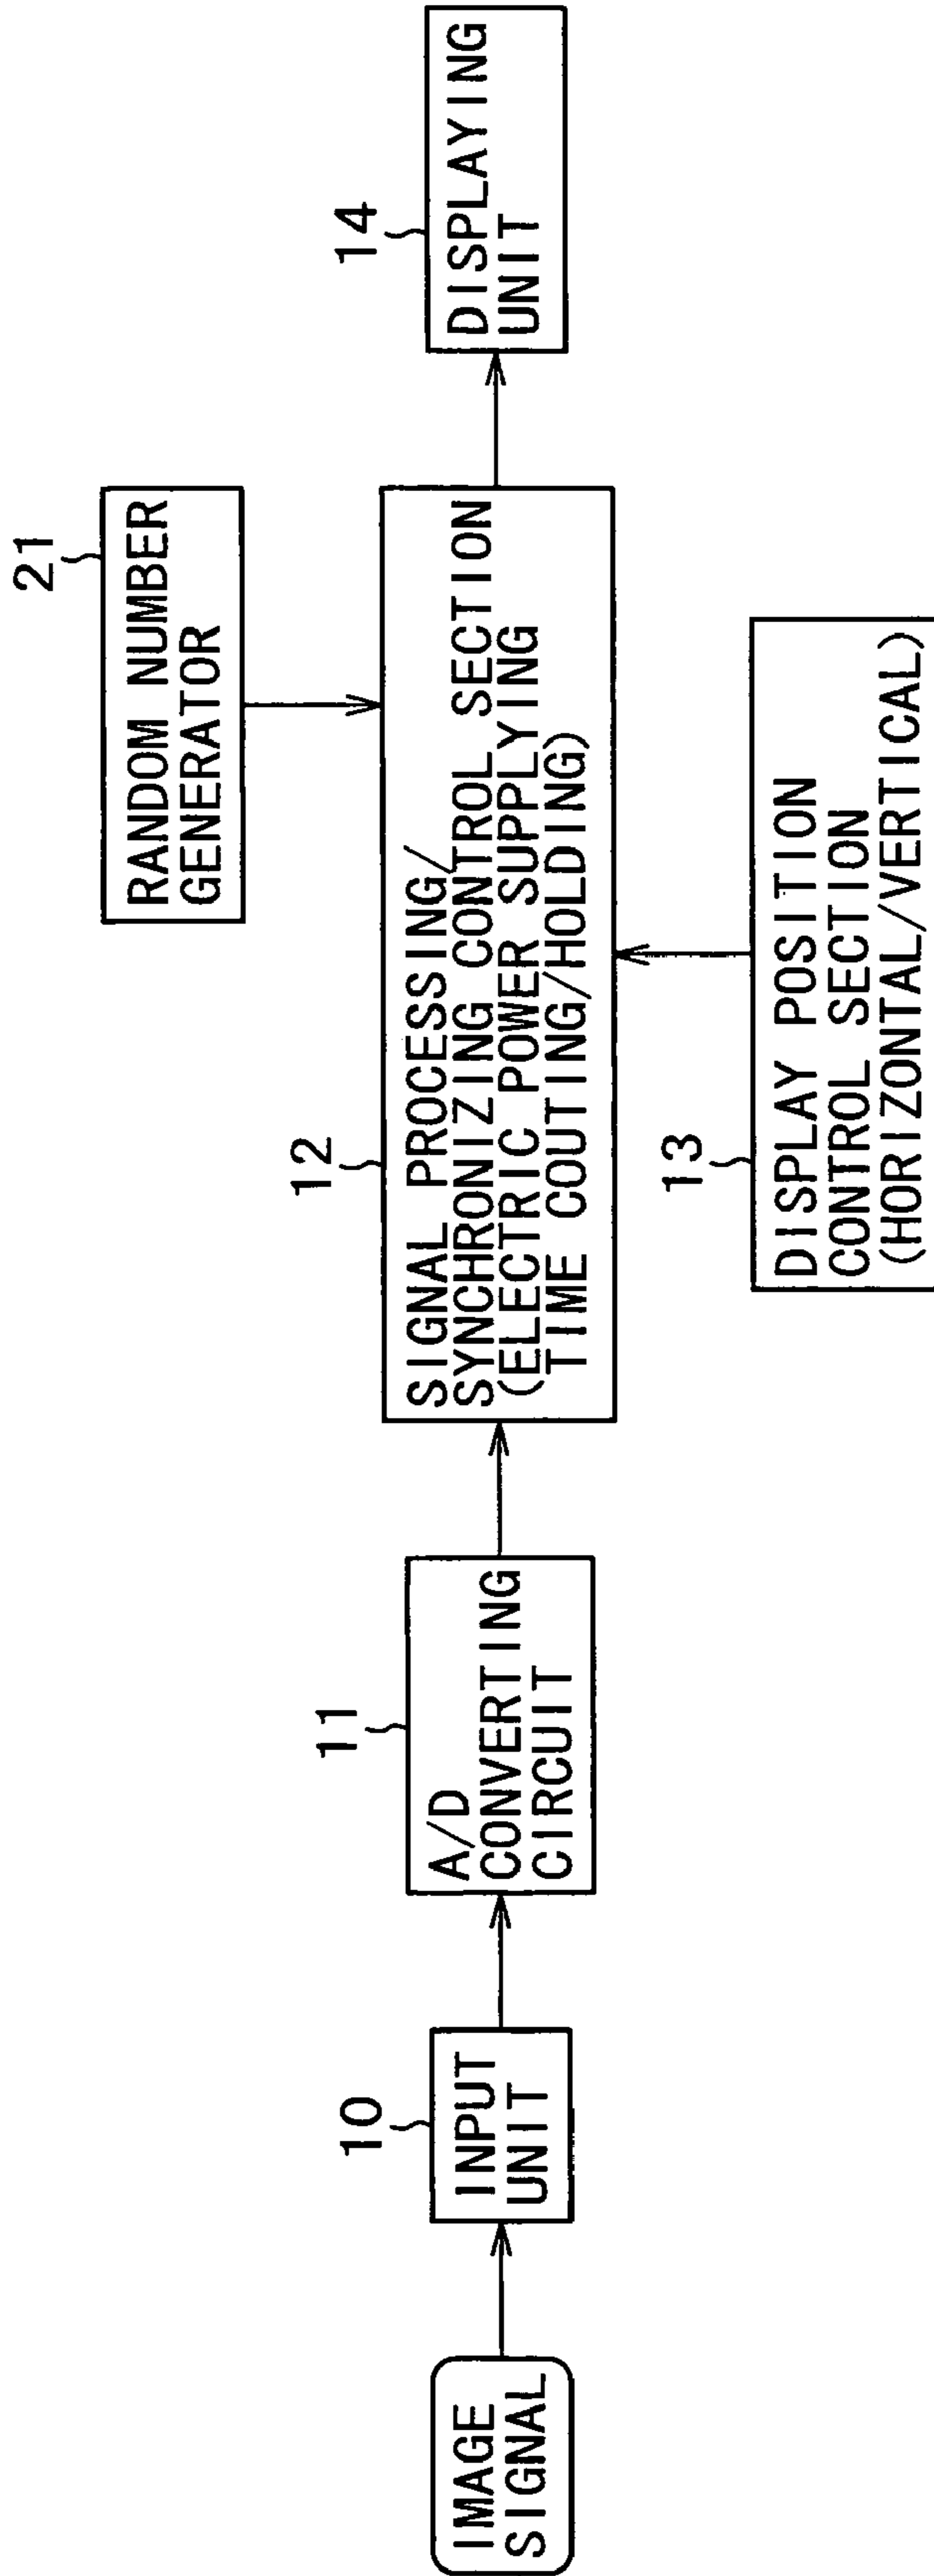 IMAGE
SIGNAL
10
INPUT
UNIT
11
A/D
CONVERTING
CIRCUIT
12
SIGNAL PROCESSING/
SYNCHRONIZING CONTROL SECTION
(ELECTRIC POWER SUPPLYING
TIME COUTING/HOLDING)
21
RANDOM NUMBER
GENERATOR
13
DISPLAY POSITION
CONTROL SECTION
(HORIZONTAL/VERTICAL)
14
DISPLAYING
UNIT